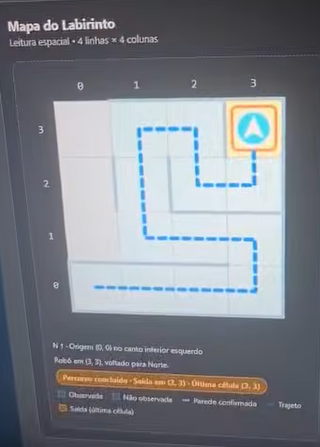 Mapa do Labirinto
Leitura espacial • 4 linhas × 4 colunas
0 1 2 3
3
2
1
0
N ↑ · Origem (0, 0) no canto inferior esquerdo
Robô em (3, 3), voltado para Norte.
Percurso concluído · Saída em (3, 3) · Última célula (3, 3)
Observada Não observada Parede confirmada Trajeto
Saída (última célula)